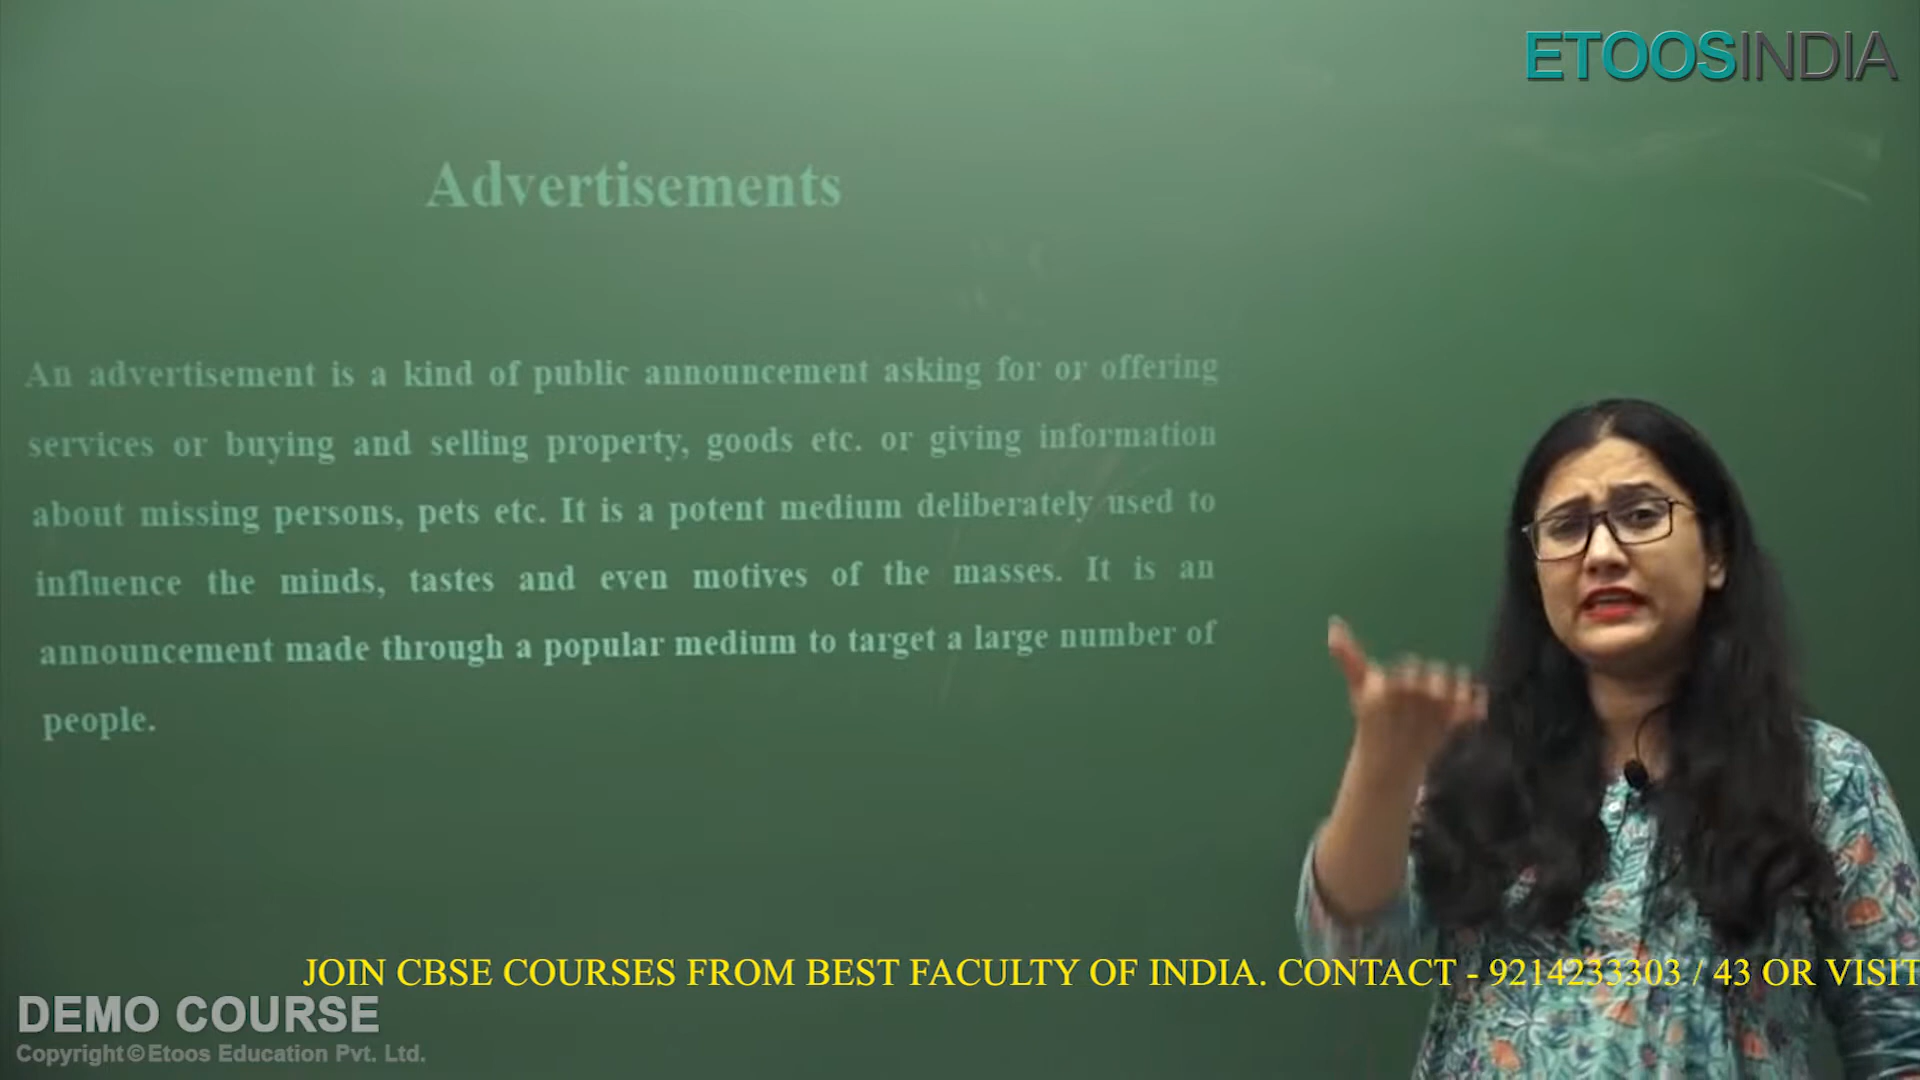 ETOOSINDIA
Advertisements
An advertisement is a kind of public announcement asking for or offering
services or buying and selling property, goods etc. or giving information
about missing persons, pets etc. It is a potent medium deliberately used to
influence the minds, tastes and even motives of the masses. It is an
announcement made through a popular medium to target a large number of
people.
JOIN CBSE COURSES FROM BEST FACULTY OF INDIA. CONTACT - 9214233303 / 43 OR VISIT
DEMO COURSE
Copyright © Etoos Education Pvt. Ltd.